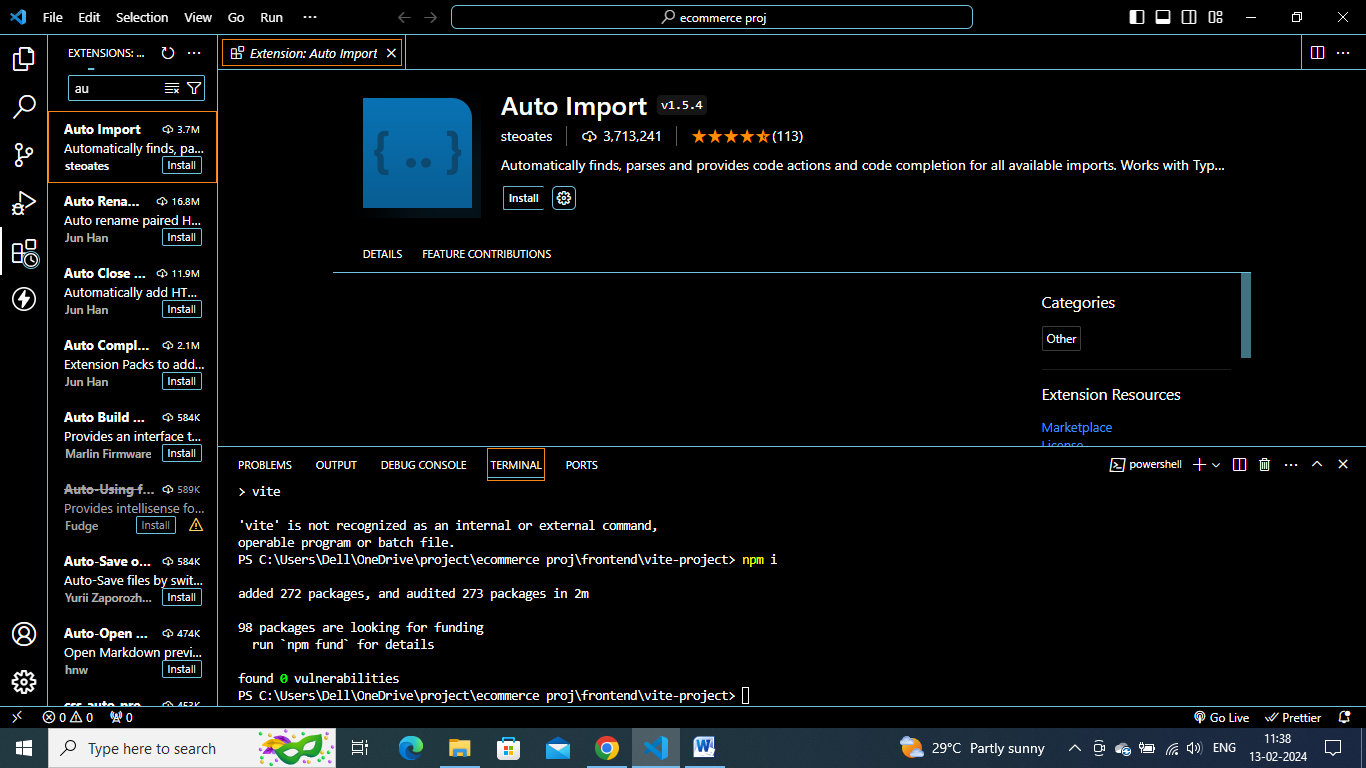 File Edit Selection View Go Run ···
ecommerce proj
EXTENSIONS: ...
au
Auto Import 3.7M
Automatically finds, pa...
steoates Install
Auto Rena... 16.8M
Auto rename paired H...
Jun Han Install
Auto Close ... 11.9M
Automatically add HT...
Jun Han Install
Auto Compl... 2.1M
Extension Packs to add...
Jun Han Install
Auto Build ... 584K
Provides an interface t...
Marlin Firmware Install
Auto-Using f... 589K
Provides intellisense fo...
Fudge Install
Auto-Save o... 584K
Auto-Save files by swit...
Yurii Zaporozh... Install
Auto-Open ... 474K
Open Markdown previ...
hnw Install
css-auto-pre... 453K
Extension: Auto Import
{..}
Auto Import v1.5.4
steoates 3,713,241 (113)
Automatically finds, parses and provides code actions and code completion for all available imports. Works with Typ...
Install
DETAILS FEATURE CONTRIBUTIONS
Categories
Other
Extension Resources
Marketplace
License
PROBLEMS OUTPUT DEBUG CONSOLE TERMINAL PORTS
powershell
> vite
'vite' is not recognized as an internal or external command,
operable program or batch file.
PS C:\Users\Dell\OneDrive\project\ecommerce proj\frontend\vite-project> npm i
added 272 packages, and audited 273 packages in 2m
98 packages are looking for funding
run `npm fund` for details
found 0 vulnerabilities
PS C:\Users\Dell\OneDrive\project\ecommerce proj\frontend\vite-project>
0 0 0
Go Live Prettier
Type here to search
29°C Partly sunny
ENG
11:38
13-02-2024